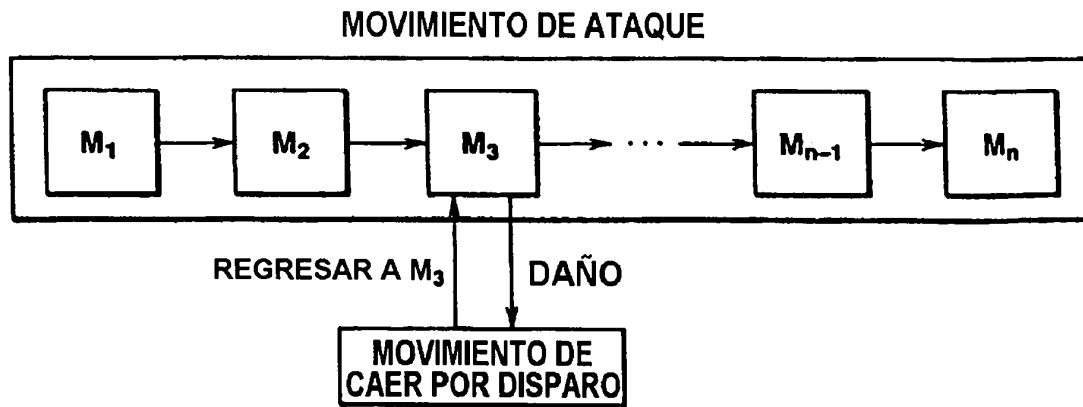 MOVIMIENTO DE ATAQUE
M₁ M₂ M₃ ... Mₙ₋₁ Mₙ
REGRESAR A M₃ DAÑO
MOVIMIENTO DE
CAER POR DISPARO